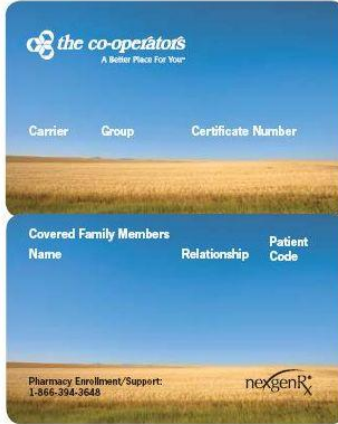 the co-operators
A Better Place For You™
Carrier Group Certificate Number
Covered Family Members
Name Relationship Patient Code
Pharmacy Enrollment/Support:
1-866-394-3648
nexgenRx